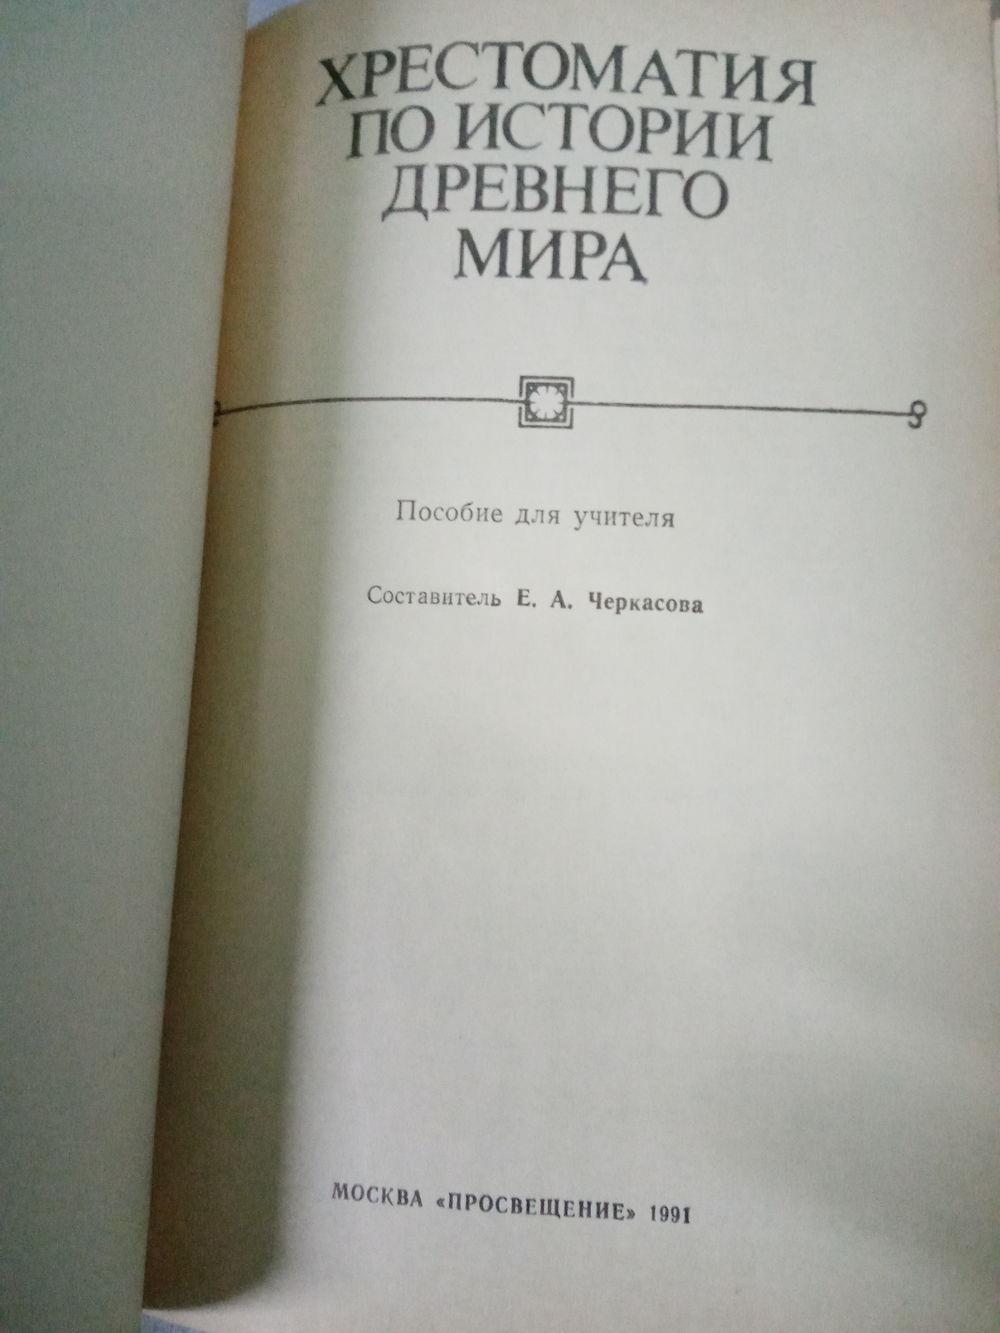 ХРЕСТОМАТИЯ
ПО ИСТОРИИ
ДРЕВНЕГО
МИРА
Пособие для учителя
Составитель Е. А. Черкасова
МОСКВА «ПРОСВЕЩЕНИЕ» 1991